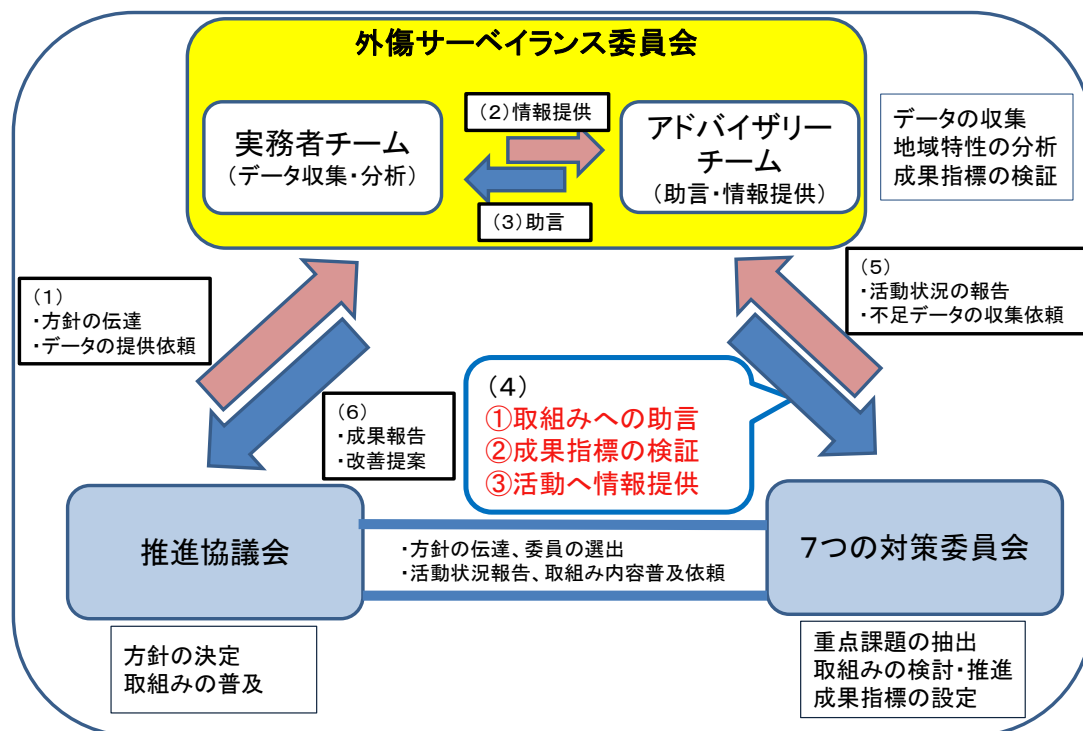 外傷サーベイランス委員会
(2)情報提供
実務者チーム
(データ収集・分析)
アドバイザリー
チーム
(助言・情報提供)
(3)助言
データの収集
地域特性の分析
成果指標の検証
(1)
・方針の伝達
・データの提供依頼
(5)
・活動状況の報告
・不足データの収集依頼
(6)
・成果報告
・改善提案
(4)
①取組みへの助言
②成果指標の検証
③活動へ情報提供
推進協議会
・方針の伝達、委員の選出
・活動状況報告、取組み内容普及依頼
7つの対策委員会
方針の決定
取組みの普及
重点課題の抽出
取組みの検討・推進
成果指標の設定